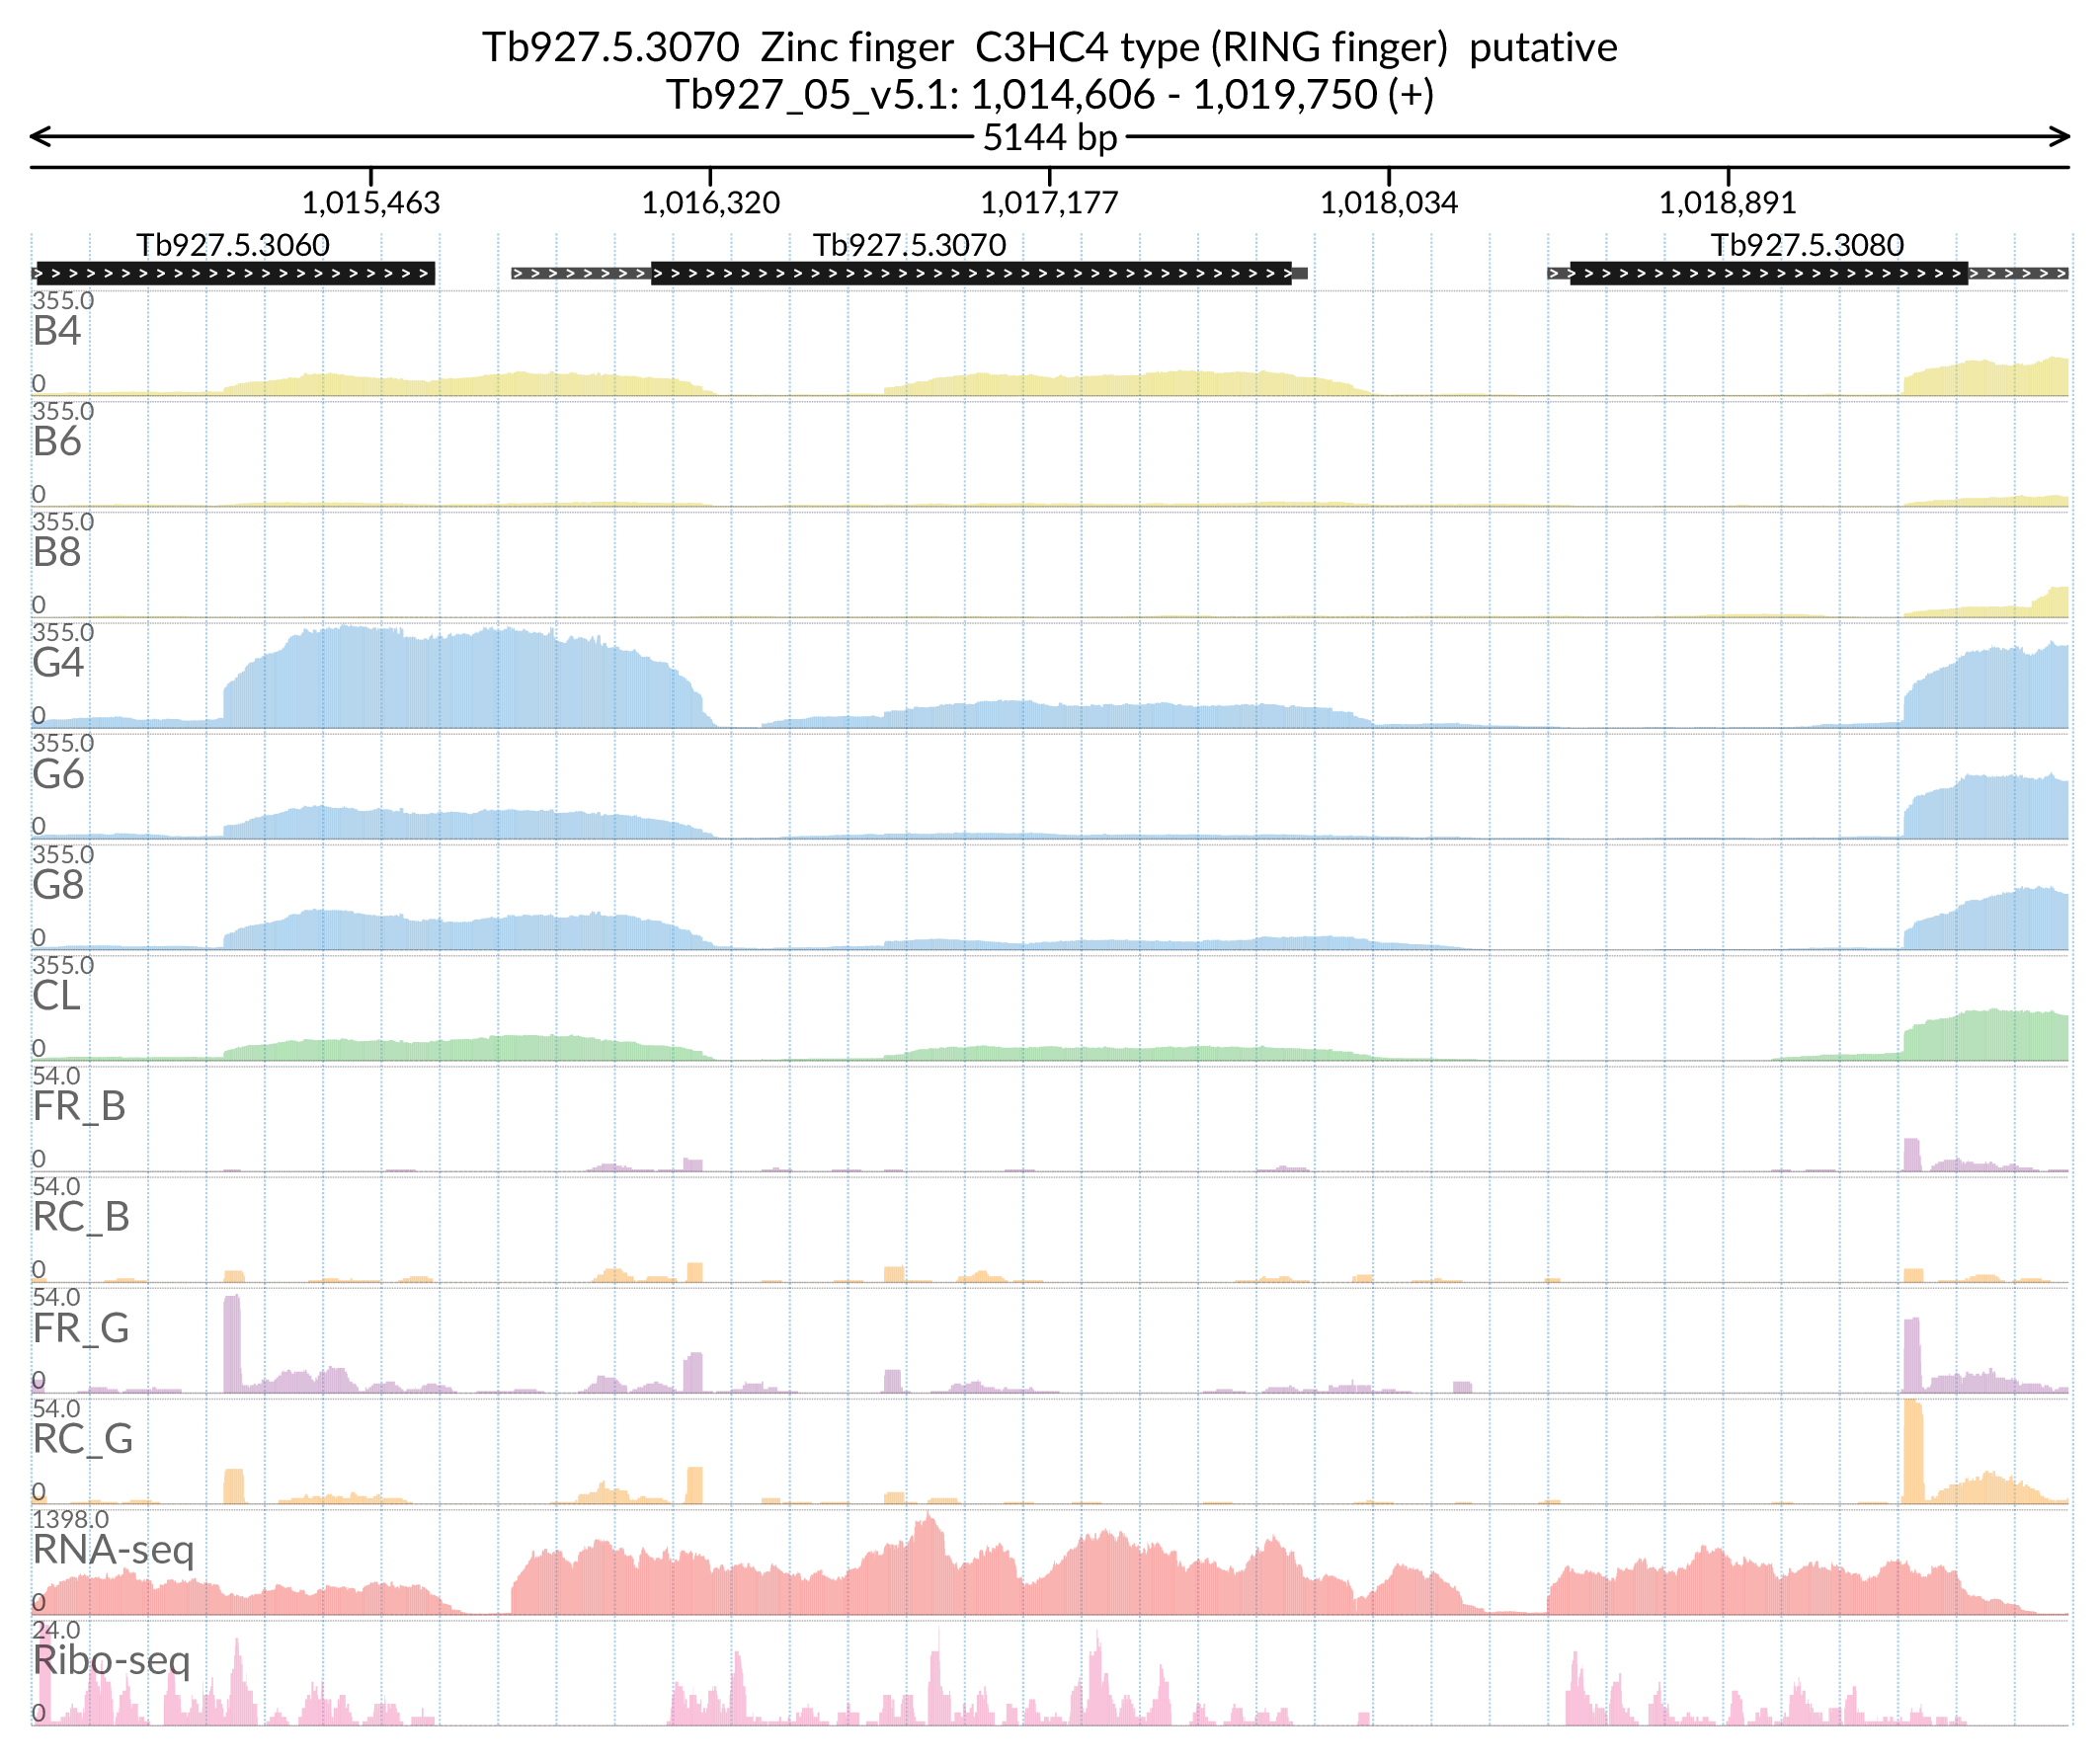 Tb927.5.3070 Zinc finger C3HC4 type (RING finger) putative
Tb927_05_v5.1: 1,014,606 - 1,019,750 (+)
5144 bp
1,015,463 1,016,320 1,017,177 1,018,034 1,018,891
Tb927.5.3060 Tb927.5.3070 Tb927.5.3080
355.0
B4
0
355.0
B6
0
355.0
B8
0
355.0
G4
0
355.0
G6
0
355.0
G8
0
355.0
CL
0
54.0
FR_B
0
54.0
RC_B
0
54.0
FR_G
0
54.0
RC_G
0
1398.0
RNA-seq
0
24.0
Ribo-seq
0